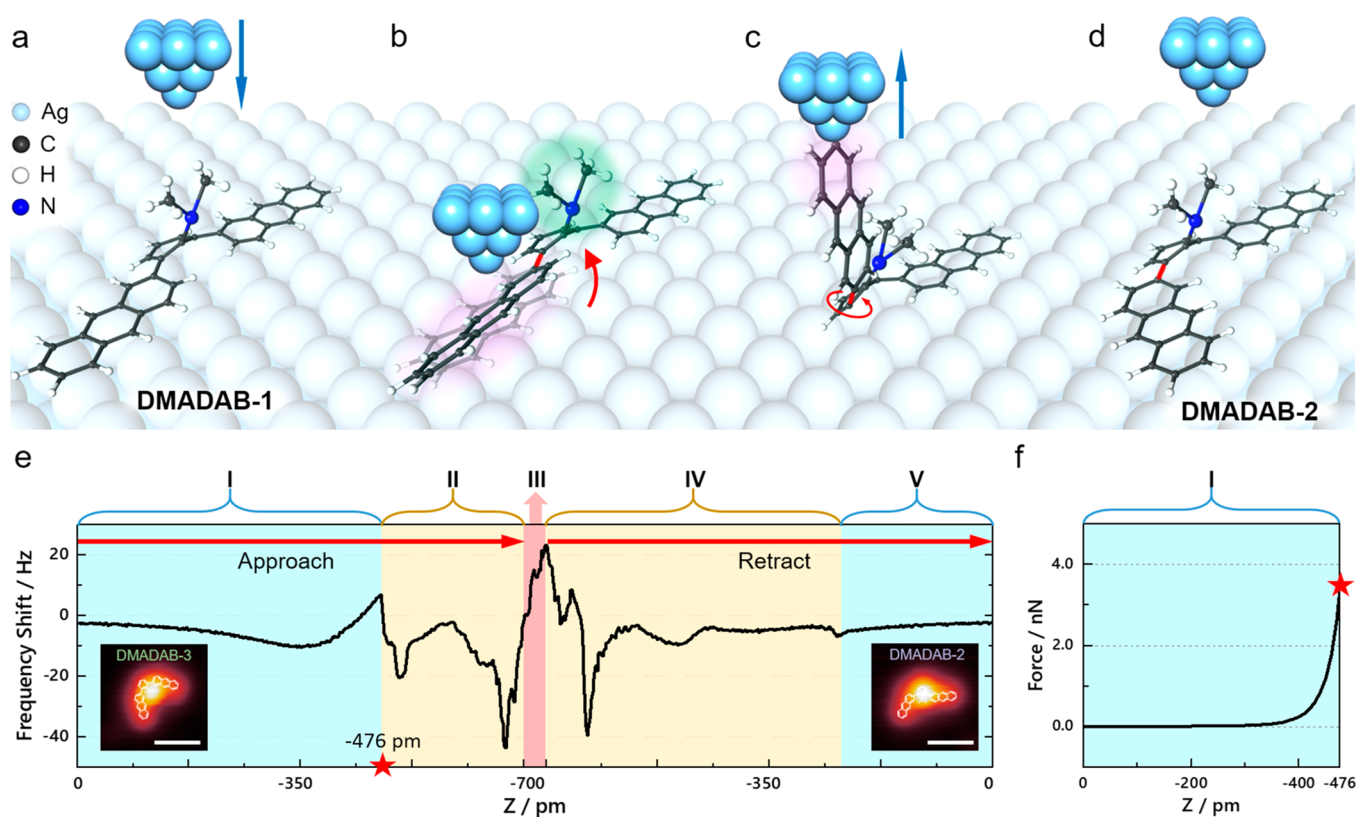 a
b
c
d
Ag
C
H
N
DMADAB-1
DMADAB-2
e
I
II
III
IV
V
Approach
Retract
Frequency Shift / Hz
20
0
-20
-40
DMADAB-3
-476 pm
DMADAB-2
0
-350
-700
-350
0
Z / pm
f
I
Force / nN
4.0
2.0
0.0
0
-200
-400
-476
Z / pm